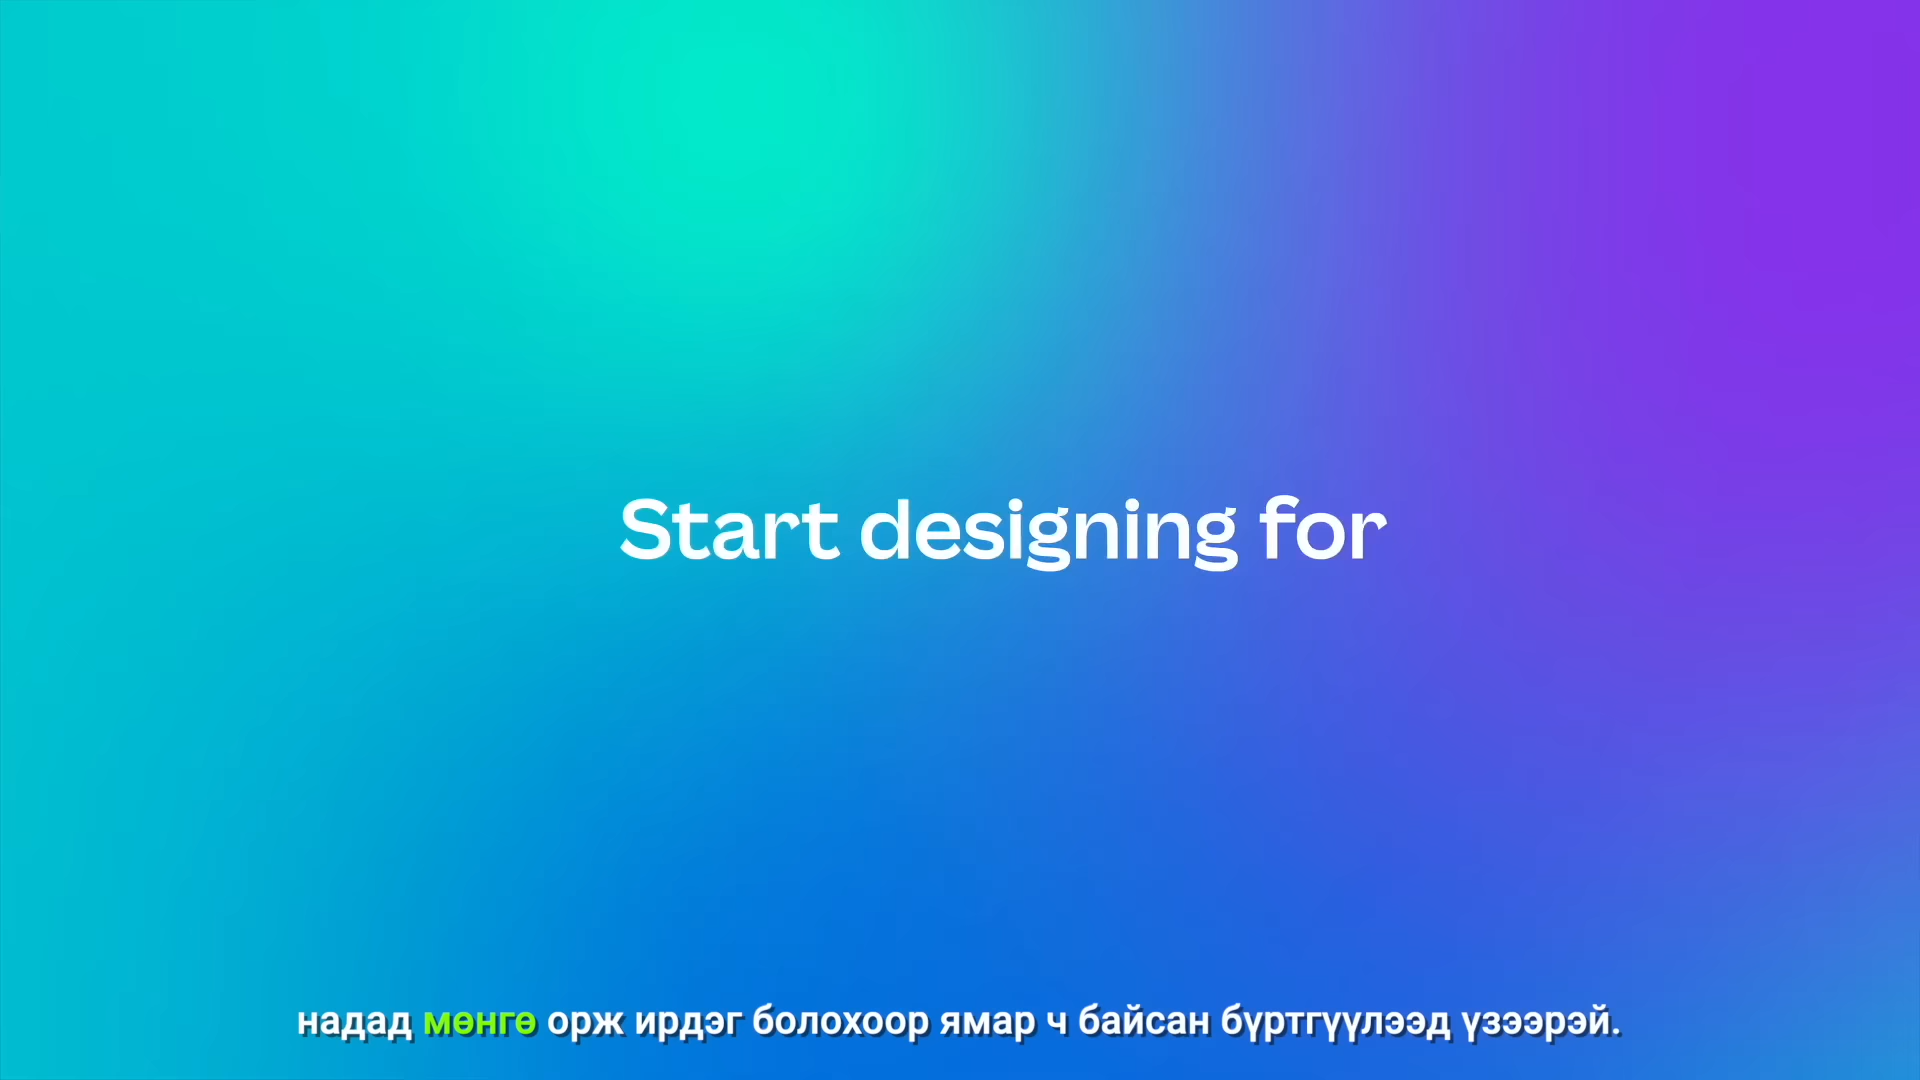 Start designing for
надад мөнгө орж ирдэг болохоор ямар ч байсан бүртгүүлээд үзээрэй.